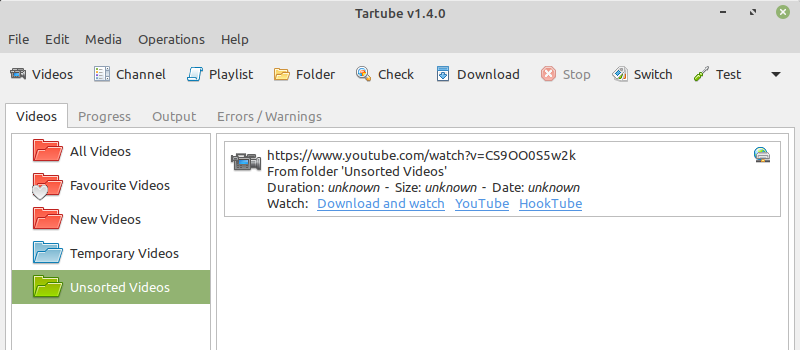 Tartube v1.4.0
File Edit Media Operations Help
Videos Channel Playlist Folder Check Download Stop Switch Test
Videos Progress Output Errors / Warnings
All Videos
Favourite Videos
New Videos
Temporary Videos
Unsorted Videos
https://www.youtube.com/watch?v=CS9OO0S5w2k
From folder 'Unsorted Videos'
Duration: unknown - Size: unknown - Date: unknown
Watch: Download and watch YouTube HookTube